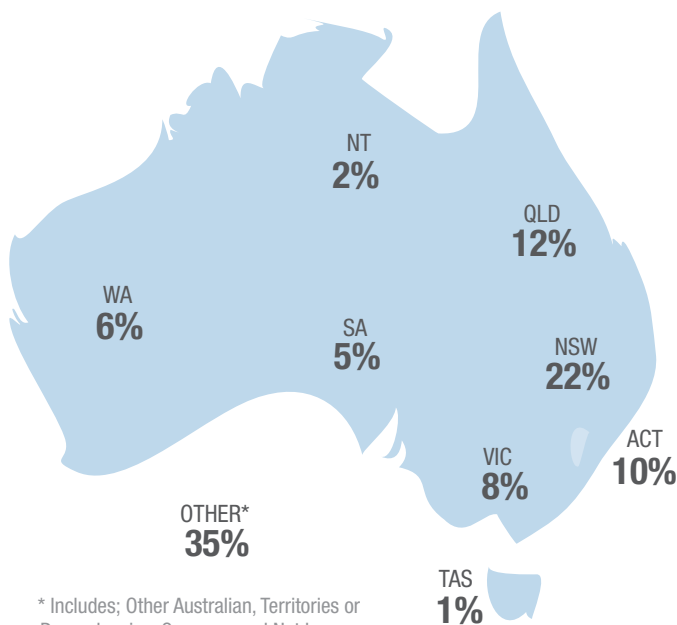 NT
2%
QLD
12%
WA
6%
SA
5%
NSW
22%
ACT
10%
VIC
8%
OTHER*
35%
TAS
1%
* Includes; Other Australian, Territories or